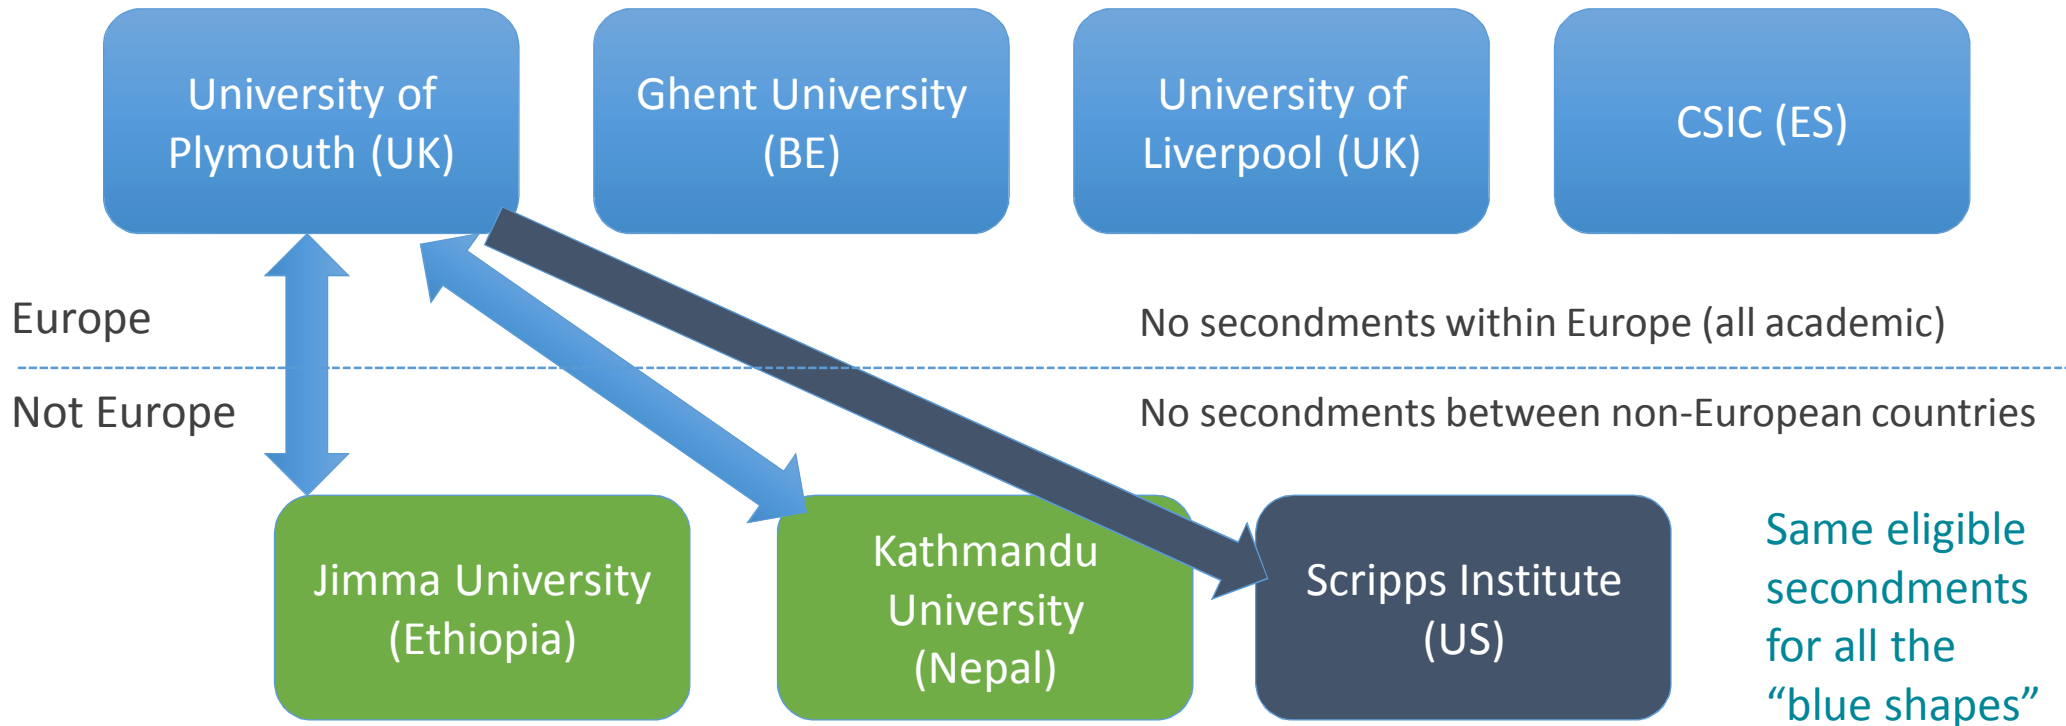 University of
Plymouth (UK)
Ghent University
(BE)
University of
Liverpool (UK)
CSIC (ES)
Europe
No secondments within Europe (all academic)
Not Europe
No secondments between non-European countries
Jimma University
(Ethiopia)
Kathmandu
University
(Nepal)
Scripps Institute
(US)
Same eligible
secondments
for all the
“blue shapes”